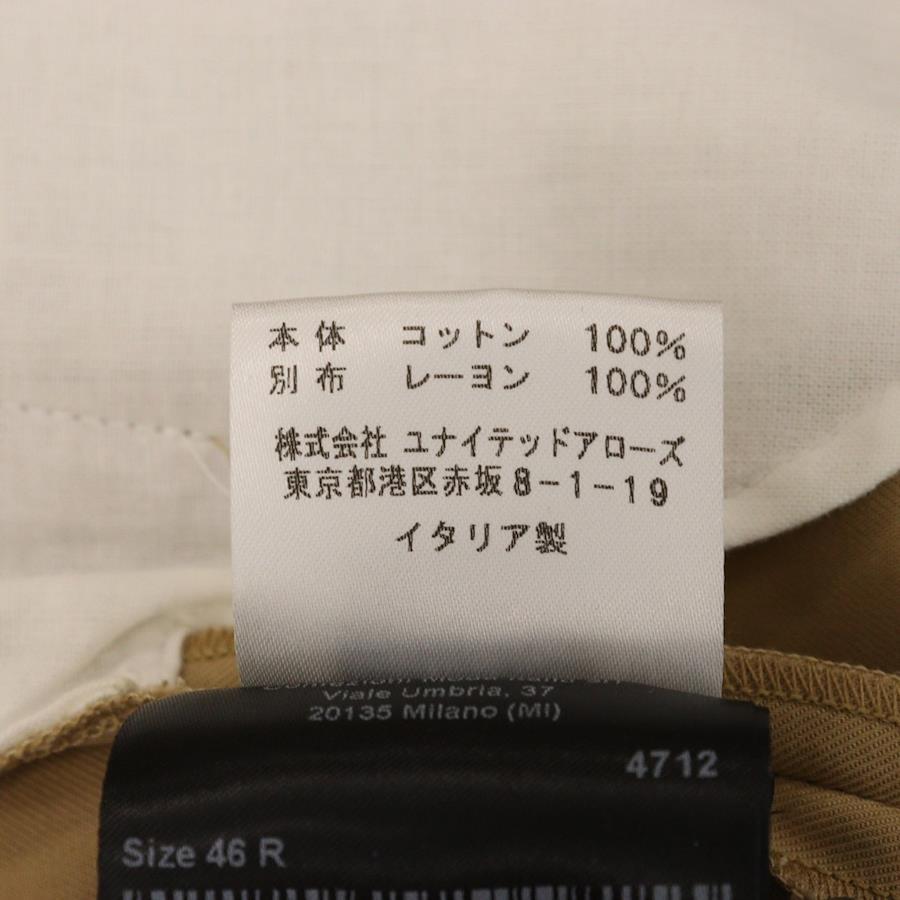 本体 コットン 100%
別布 レーヨン 100%
株式会社 ユナイテッドアローズ
東京都港区赤坂8-1-19
イタリア製
Viale Umbria, 37
20135 Milano (MI)
4712
Size 46 R